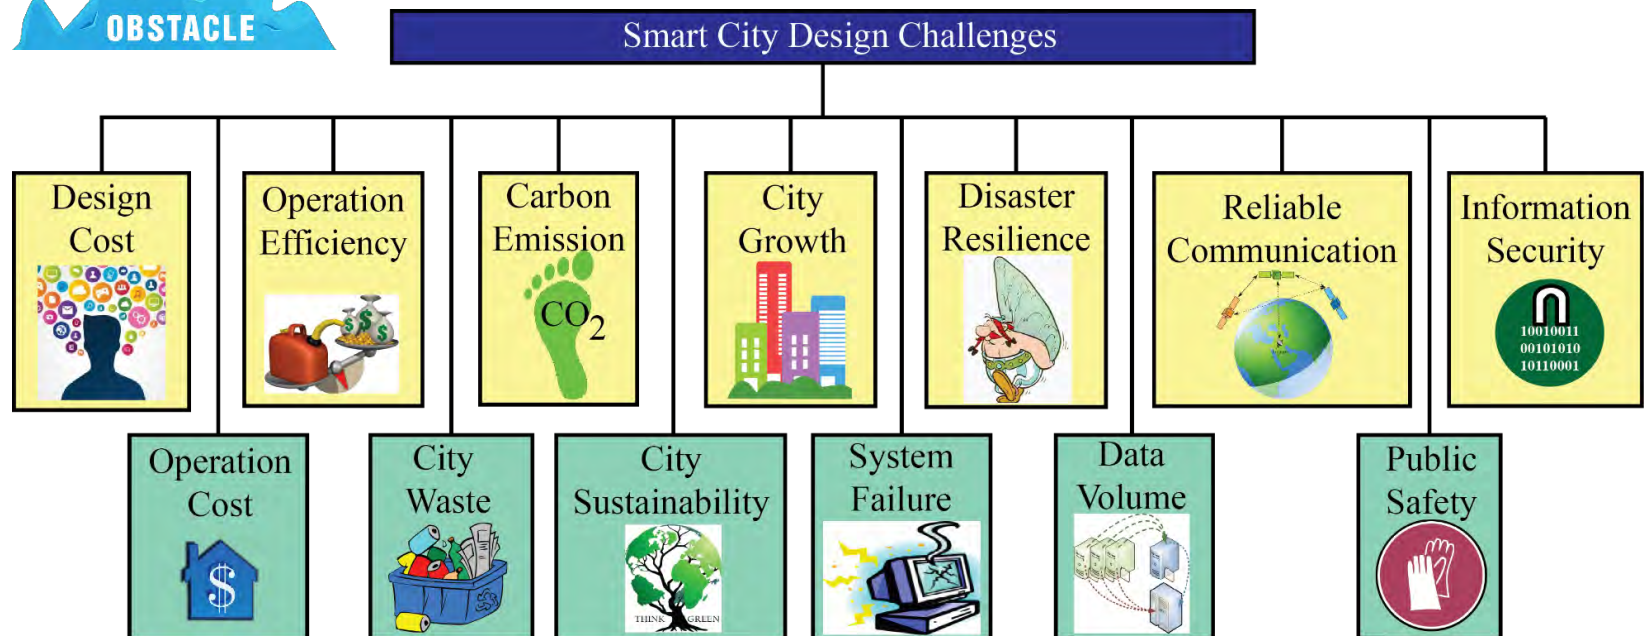 OBSTACLE
Smart City Design Challenges
Design
Cost
Operation
Efficiency
$ $ $
Carbon
Emission
CO2
City
Growth
Disaster
Resilience
Reliable
Communication
Information
Security
10010011
00101010
10110001
Operation
Cost
$
City
Waste
City
Sustainability
THINK GREEN
System
Failure
Data
Volume
Public
Safety